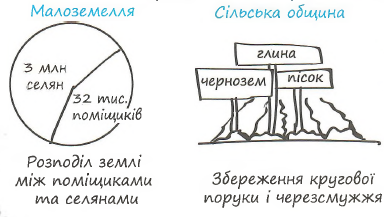 Малоземелля
3 млн
селян
32 тис.
поміщиків
Розподіл землі
між поміщиками
та селянами
Сільська община
глина
чорнозем
пісок
Збереження кругової
поруки і черезсмужжя